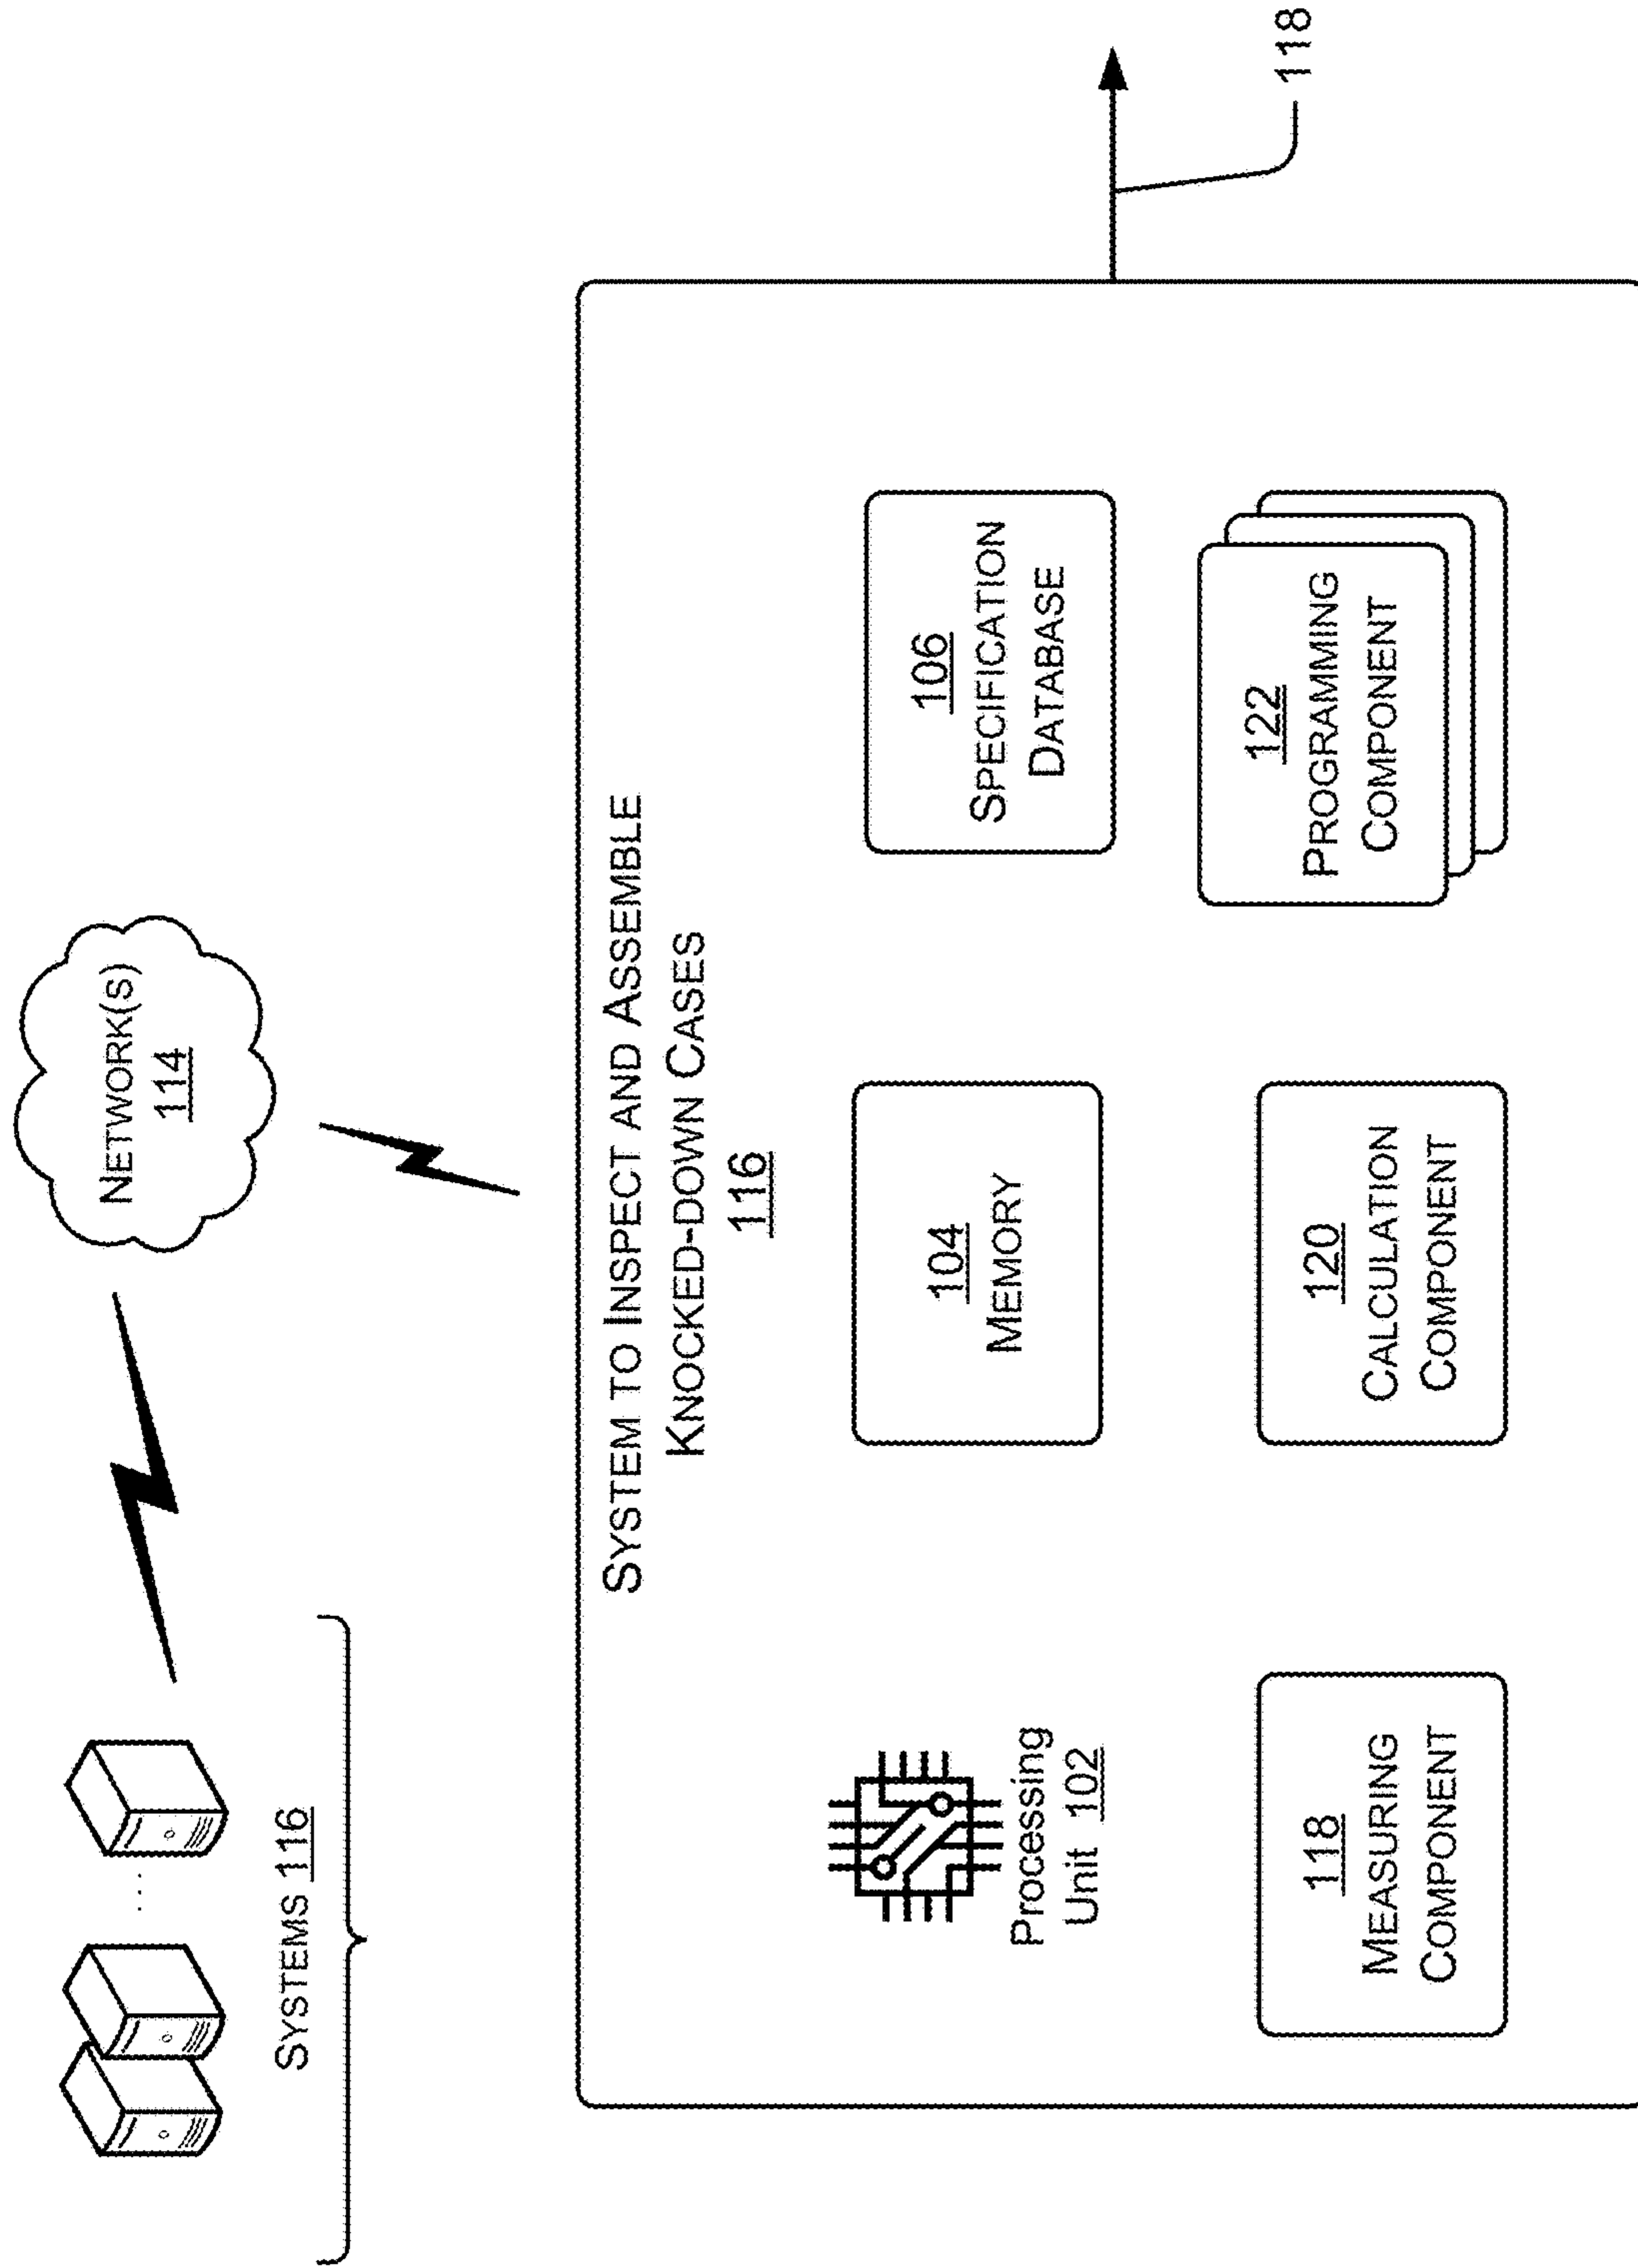 NETWORK(S)
114
SYSTEMS 116
SYSTEM TO INSPECT AND ASSEMBLE
KNOCKED-DOWN CASES
116
Processing
Unit 102
104
MEMORY
106
SPECIFICATION
DATABASE
118
MEASURING
COMPONENT
120
CALCULATION
COMPONENT
122
PROGRAMMING
COMPONENT
118